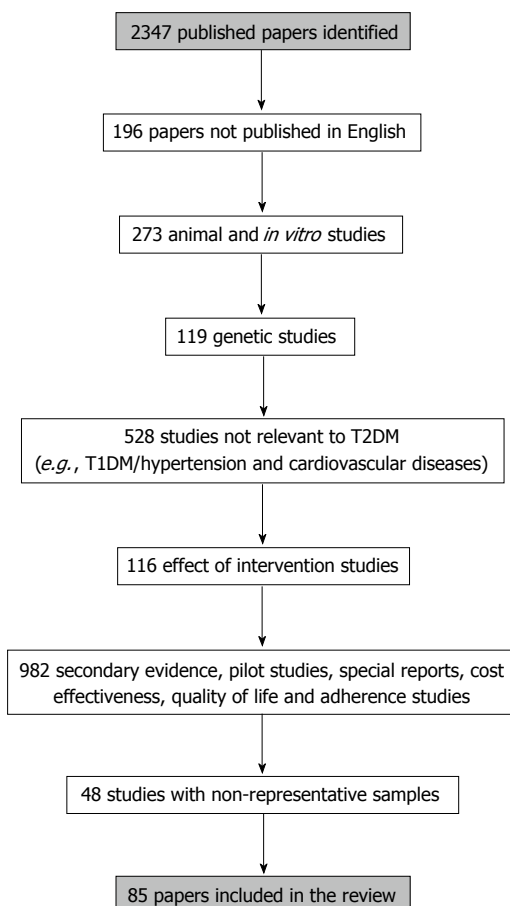 2347 published papers identified
196 papers not published in English
273 animal and in vitro studies
119 genetic studies
528 studies not relevant to T2DM
(e.g., T1DM/hypertension and cardiovascular diseases)
116 effect of intervention studies
982 secondary evidence, pilot studies, special reports, cost
effectiveness, quality of life and adherence studies
48 studies with non-representative samples
85 papers included in the review